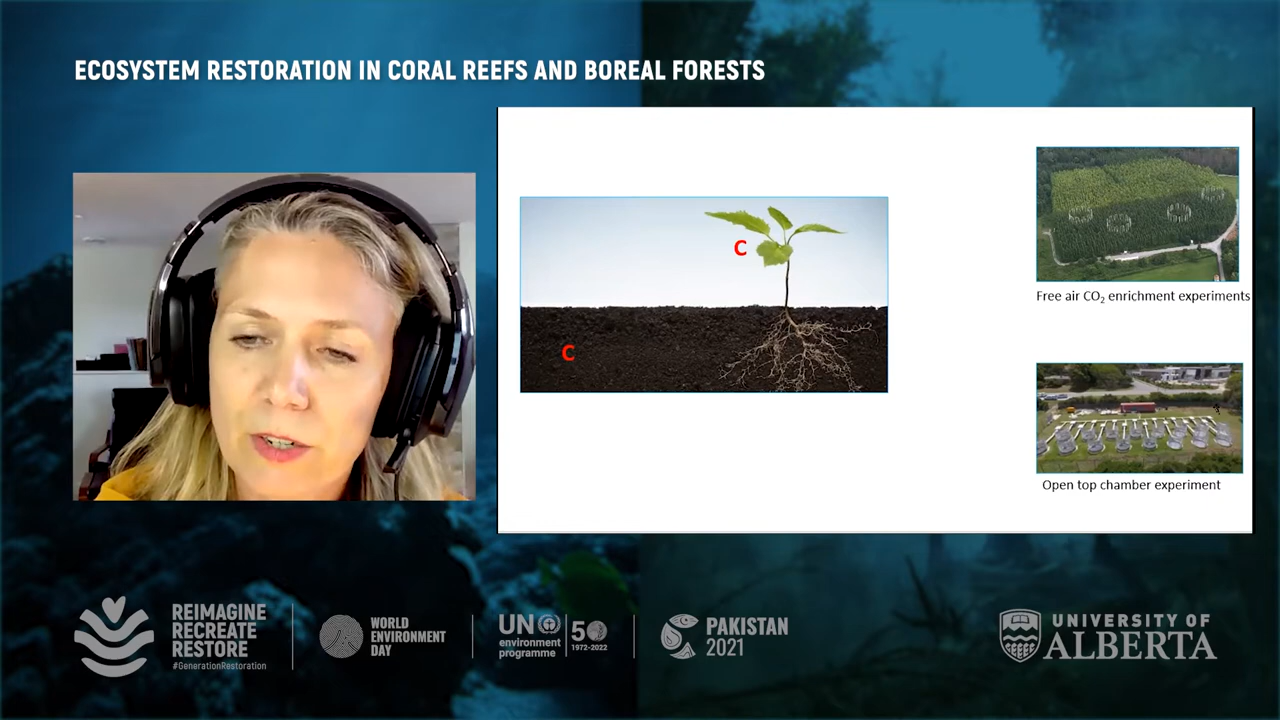 ECOSYSTEM RESTORATION IN CORAL REEFS AND BOREAL FORESTS
C
C
Free air CO₂ enrichment experiments
Open top chamber experiment
REIMAGINE
RECREATE
RESTORE
#GenerationRestoration
WORLD
ENVIRONMENT
DAY
UN
environment
programme
50
1972-2022
PAKISTAN
2021
UNIVERSITY OF
ALBERTA